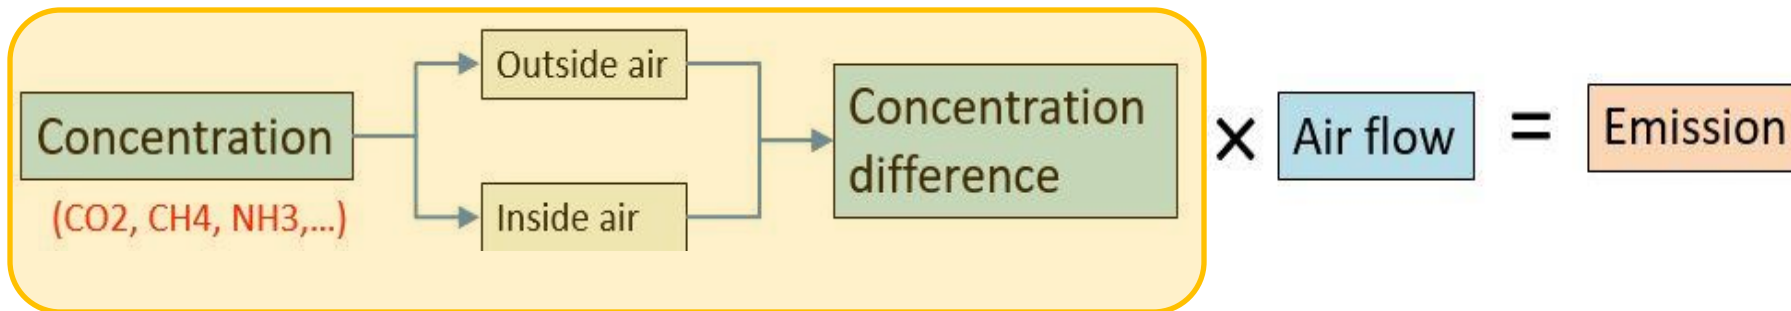 Concentration
(CO2, CH4, NH3,...)
Outside air
Inside air
Concentration
difference
×
Air flow
=
Emission